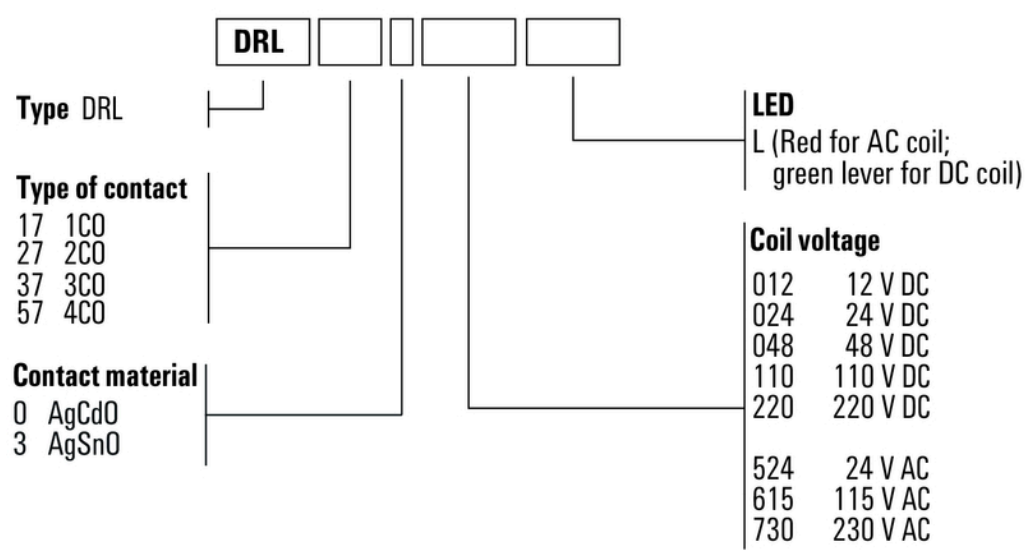 DRL
Type DRL
Type of contact
17 1CO
27 2CO
37 3CO
57 4CO
Contact material
0 AgCdO
3 AgSnO
LED
L (Red for AC coil;
green lever for DC coil)
Coil voltage
012 12 V DC
024 24 V DC
048 48 V DC
110 110 V DC
220 220 V DC
524 24 V AC
615 115 V AC
730 230 V AC